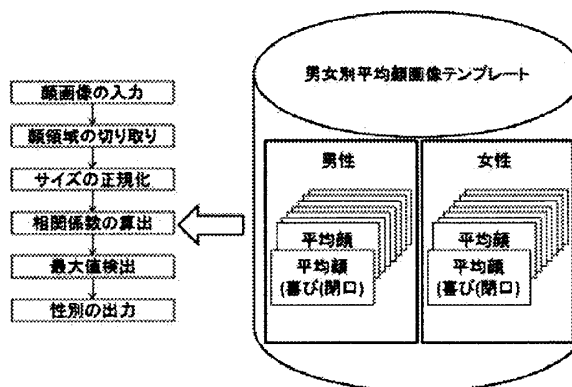 顔画像の入力
顔領域の切り取り
サイズの正規化
相関係数の算出
最大値検出
性別の出力
男女別平均顔画像テンプレート
男性
平均顔
平均顔
(喜び(閉口)
女性
平均顔
平均顔
(喜び(閉口)